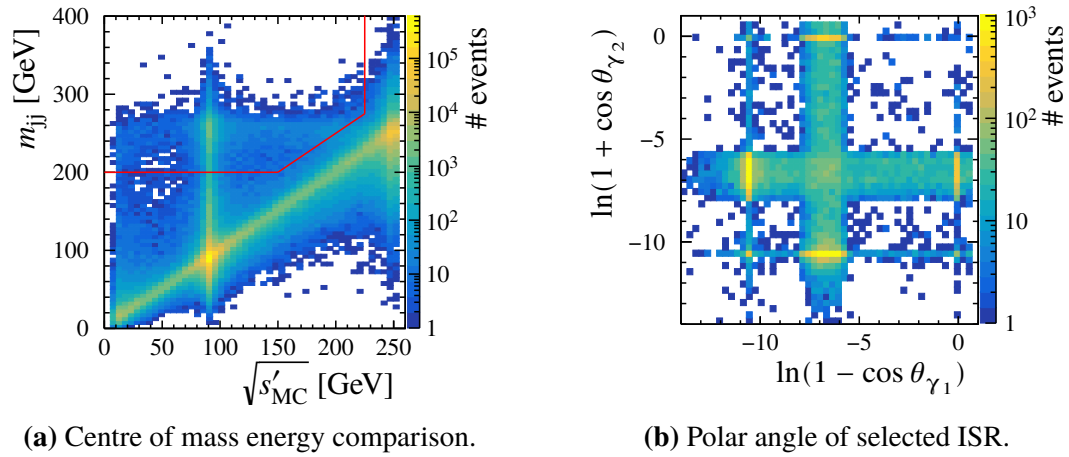 400
300
200
100
0
m_jj [GeV]
0 50 100 150 200 250
√s′_MC [GeV]
10^5
10^4
10^3
10^2
10
1
# events
0
−5
−10
ln(1 + cos θ_γ₂)
−10 −5 0
ln(1 − cos θ_γ₁)
10^3
10^2
10
1
# events
(a) Centre of mass energy comparison.
(b) Polar angle of selected ISR.